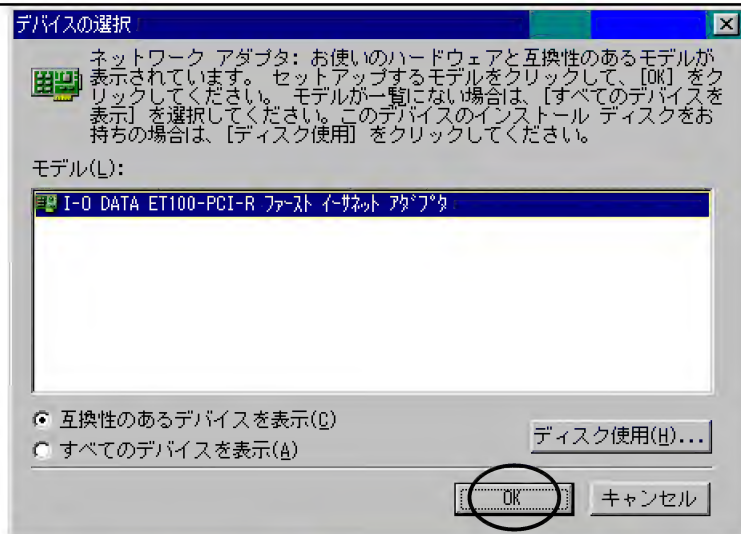 デバイスの選択
ネットワーク アダプタ: お使いのハードウェアと互換性のあるモデルが
表示されています。 セットアップするモデルをクリックして、[OK] をク
リックしてください。 モデルが一覧にない場合は、[すべてのデバイスを
表示] を選択してください。このデバイスのインストール ディスクをお
持ちの場合は、[ディスク使用] をクリックしてください。
モデル(L):
I-O DATA ET100-PCI-R ファースト イーサネット アダプタ
互換性のあるデバイスを表示(C)
すべてのデバイスを表示(A)
ディスク使用(H)...
OK
キャンセル